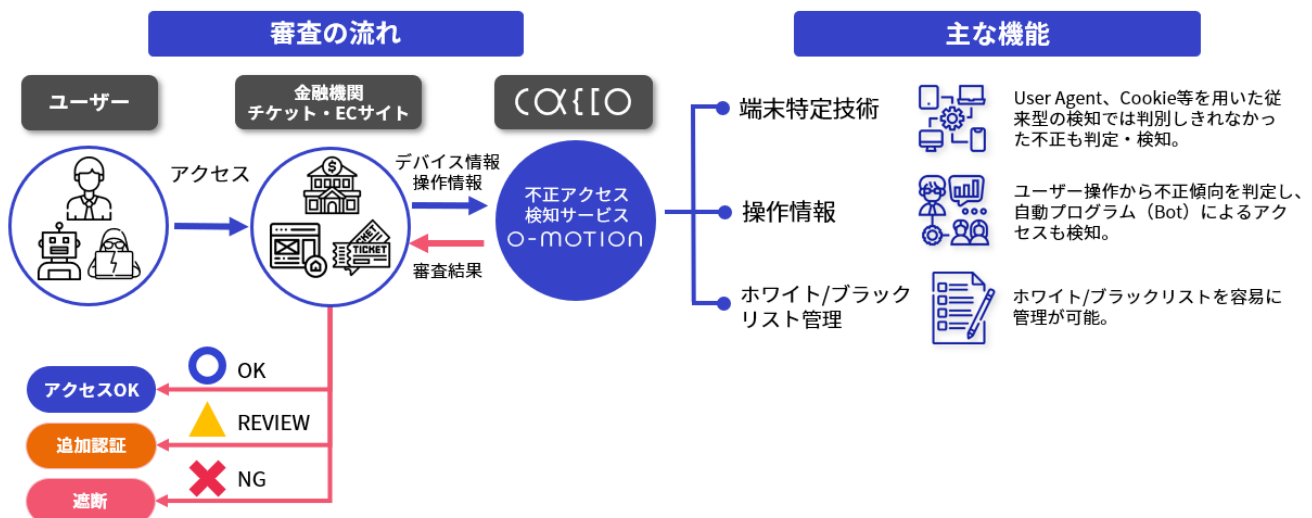 審査の流れ
ユーザー
金融機関
チケット・ECサイト
CACCO
アクセス
デバイス情報
操作情報
審査結果
$
TICKET
不正アクセス
検知サービス
O-MOTION
OK
アクセスOK
REVIEW
追加認証
NG
遮断
主な機能
端末特定技術
User Agent、Cookie等を用いた従
来型の検知では判別しきれなかっ
た不正も判定・検知。
操作情報
ユーザー操作から不正傾向を判定し、
自動プログラム（Bot）によるアク
セスも検知。
ホワイト/ブラック
リスト管理
ホワイト/ブラックリストを容易に
管理が可能。